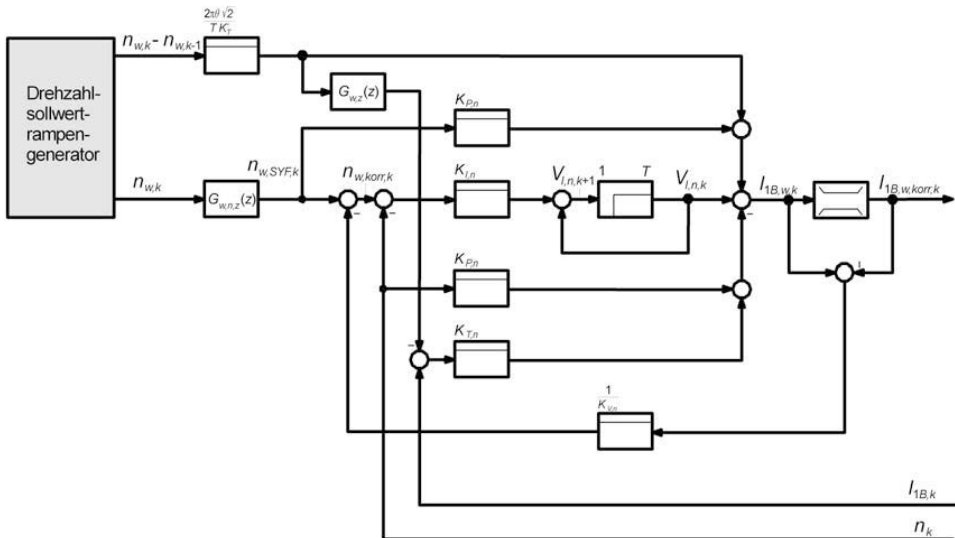 2πθ√2
T K_T
n_{w,k} - n_{w,k-1}
Drehzahl-
sollwert-
rampen-
generator
G_{w,z}(z)
K_{P,n}
n_{w,SYF,k}
n_{w,korr,k}
K_{I,n}
V_{I,n,k+1}
1
T
V_{I,n,k}
I_{1B,w,k}
I_{1B,w,korr,k}
n_{w,k}
G_{w,n,z}(z)
K_{P,n}
K_{T,n}
1
K_{V,n}
I_{1B,k}
n_k